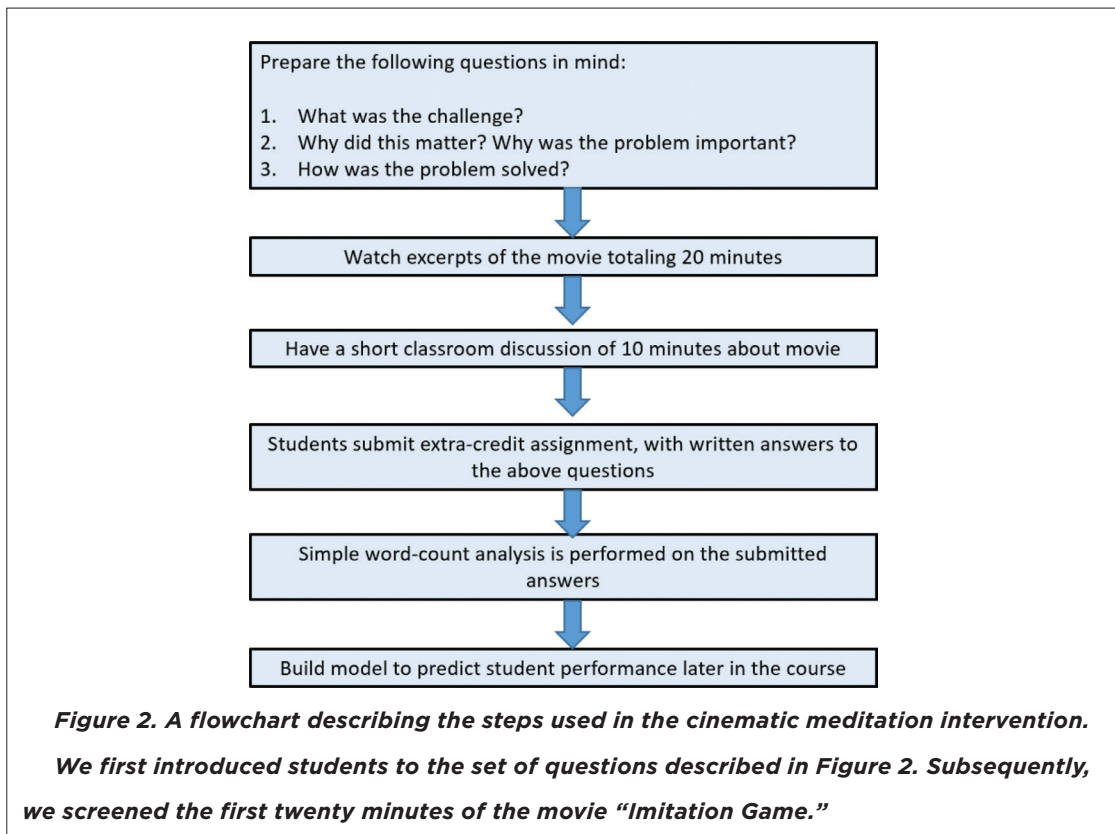 Prepare the following questions in mind:
1. What was the challenge?
2. Why did this matter? Why was the problem important?
3. How was the problem solved?
Watch excerpts of the movie totaling 20 minutes
Have a short classroom discussion of 10 minutes about movie
Students submit extra-credit assignment, with written answers to
the above questions
Simple word-count analysis is performed on the submitted
answers
Build model to predict student performance later in the course
Figure 2. A flowchart describing the steps used in the cinematic meditation intervention.
We first introduced students to the set of questions described in Figure 2. Subsequently,
we screened the first twenty minutes of the movie “Imitation Game.”